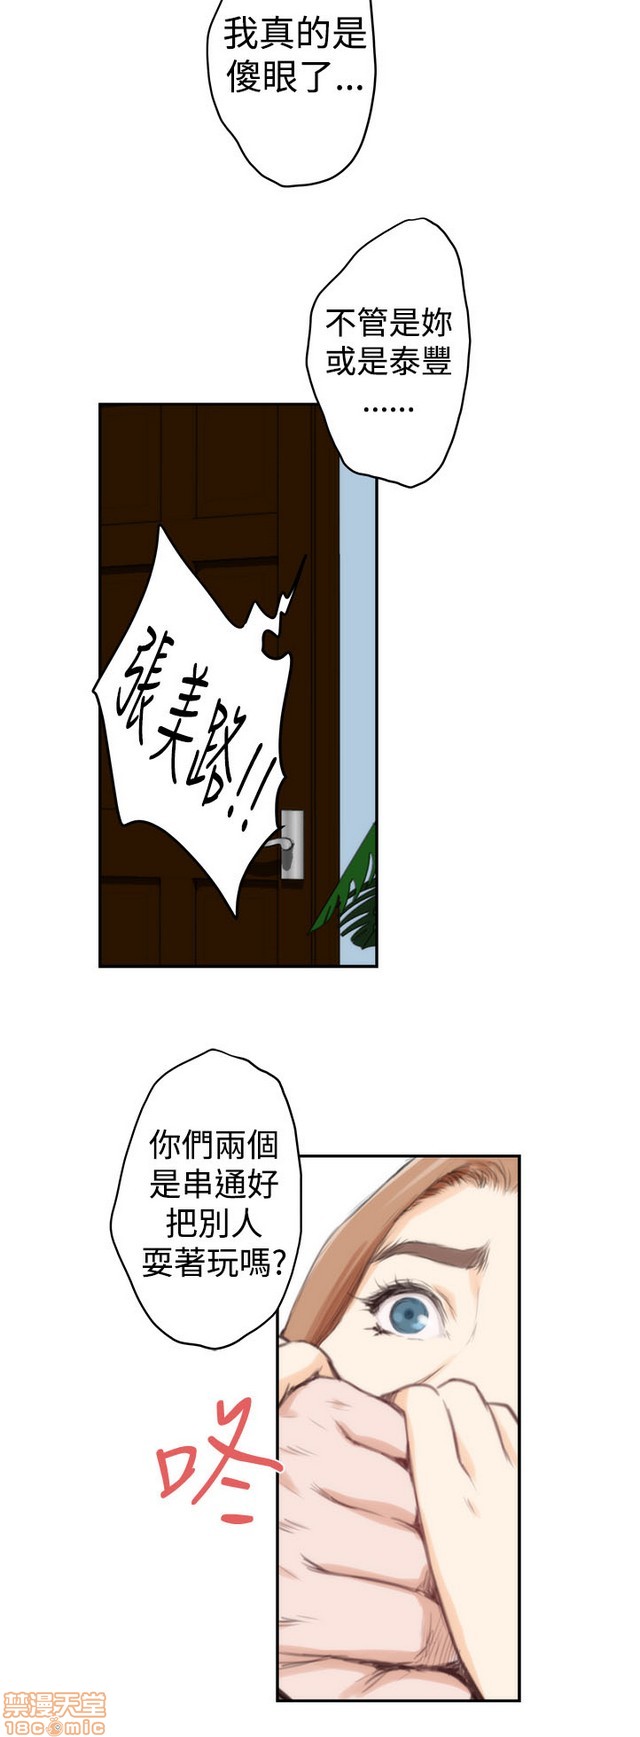 我真的是
傻眼了...
不管是妳
或是泰豐
......
張美路!!
你們兩個
是串通好
把別人
耍著玩嗎?
咚
禁漫天堂
18comic